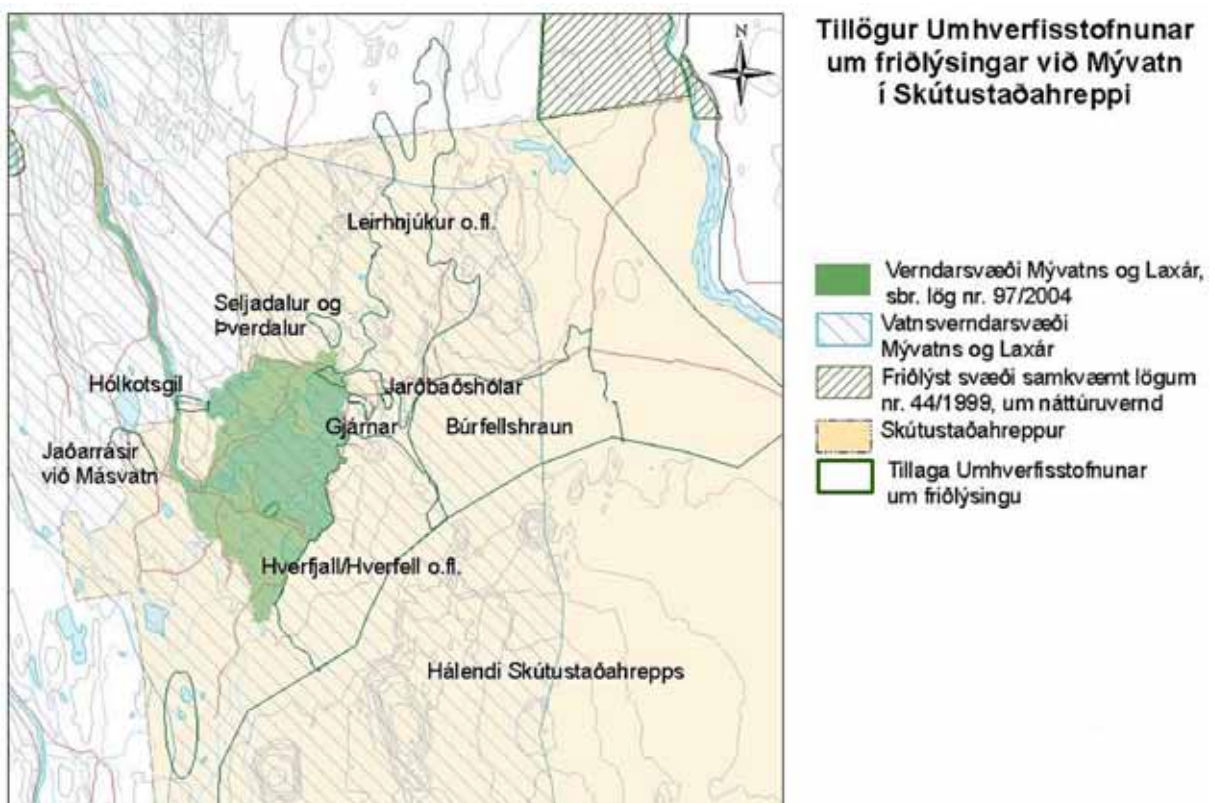 Tillögur Umhverfisstofnunar
um friðlýsingar við Mývatn
í Skútustaðahreppi
N
Leirhnjúkur o.fl.
Seljadalur og
Þverdalur
Hólkotsgil
Jarðbaðshólar
Gjárnar
Búrfellshraun
Jaðarrásir
við Másvatn
Hverfjall/Hverfell o.fl.
Hálendi Skútustaðahrepps
Verndarsvæði Mývatns og Laxár,
sbr. lög nr. 97/2004
Vatnsverndarsvæði
Mývatns og Laxár
Friðlýst svæði samkvæmt lögum
nr. 44/1999, um náttúruvernd
Skútustaðahreppur
Tillaga Umhverfisstofnunar
um friðlýsingu